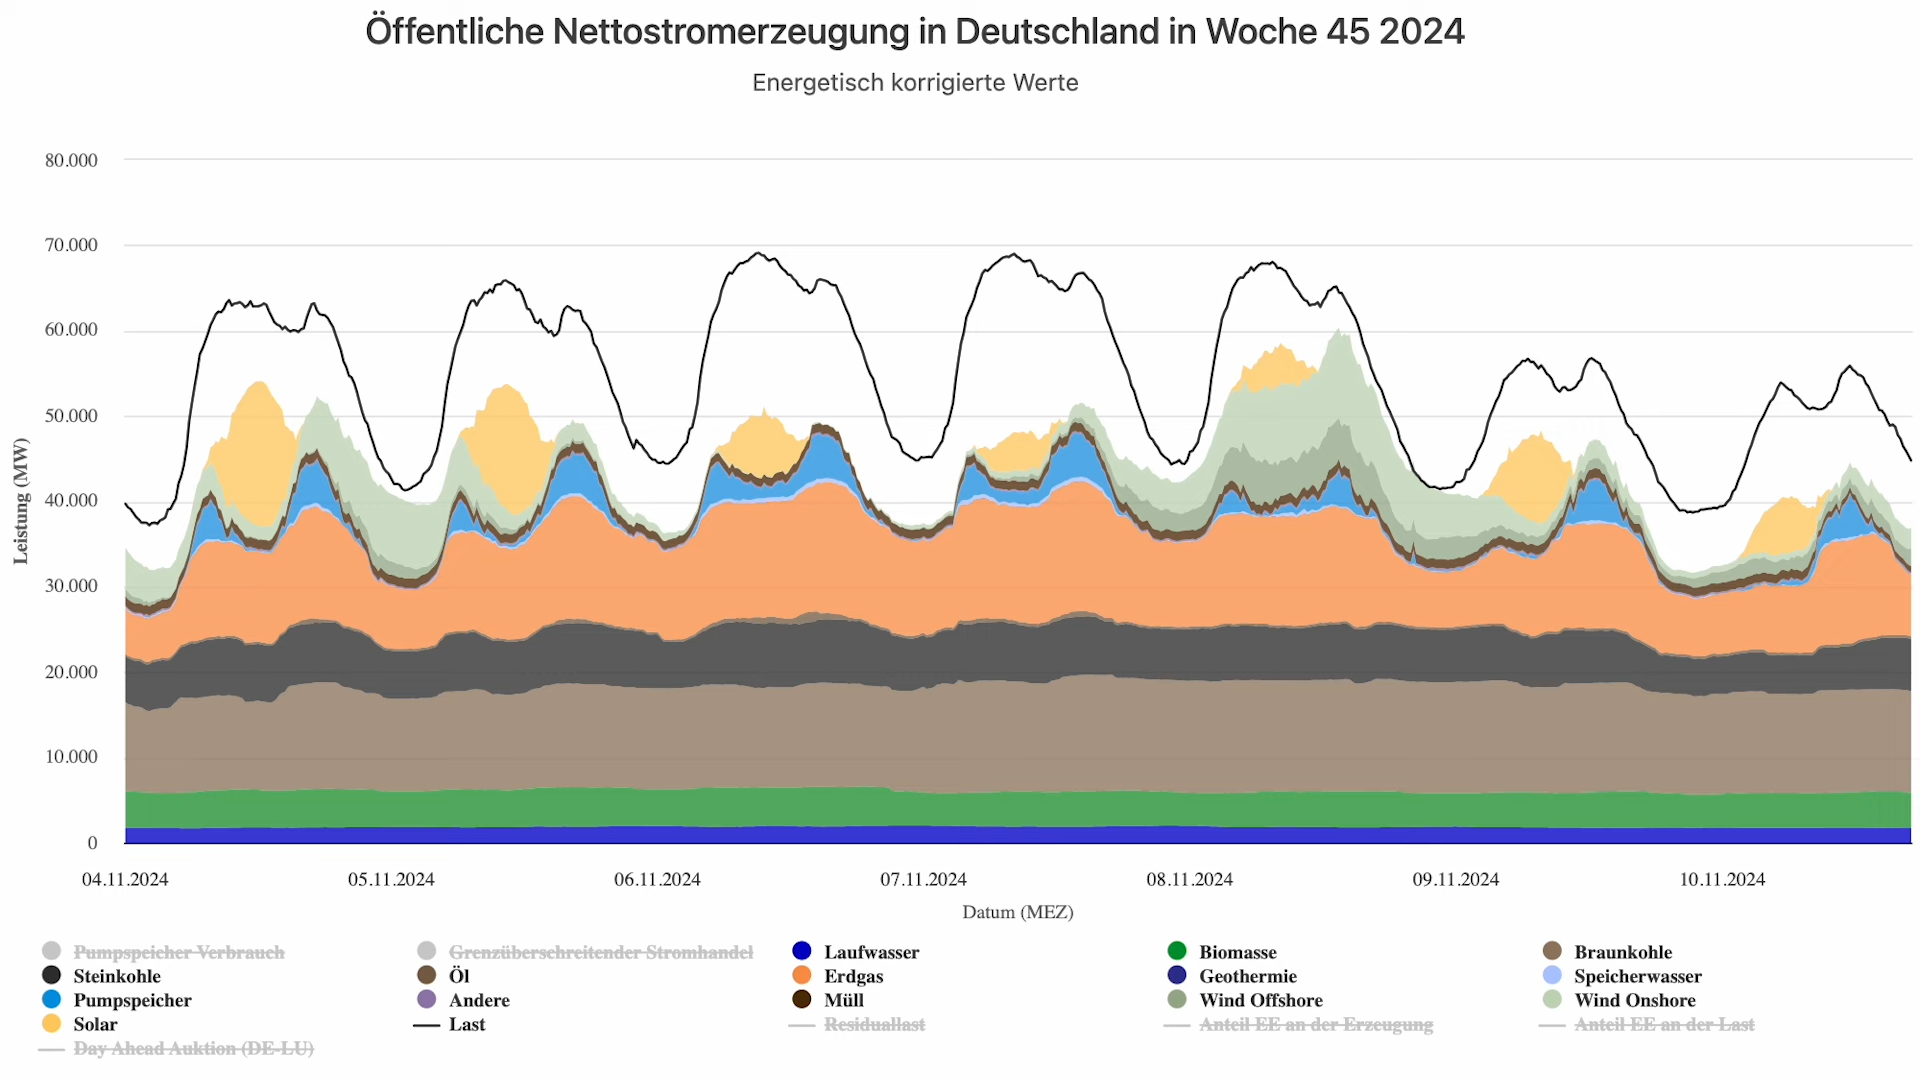 Öffentliche Nettostromerzeugung in Deutschland in Woche 45 2024
Energetisch korrigierte Werte
80.000
70.000
60.000
50.000
40.000
30.000
20.000
10.000
0
Leistung (MW)
04.11.2024 05.11.2024 06.11.2024 07.11.2024 08.11.2024 09.11.2024 10.11.2024
Datum (MEZ)
Pumpspeicher Verbrauch Grenzüberschreitender Stromhandel Laufwasser Biomasse Braunkohle
Steinkohle Öl Erdgas Geothermie Speicherwasser
Pumpspeicher Andere Müll Wind Offshore Wind Onshore
Solar Last Residuallast Anteil EE an der Erzeugung Anteil EE an der Last
Day Ahead Auktion (DE-LU)